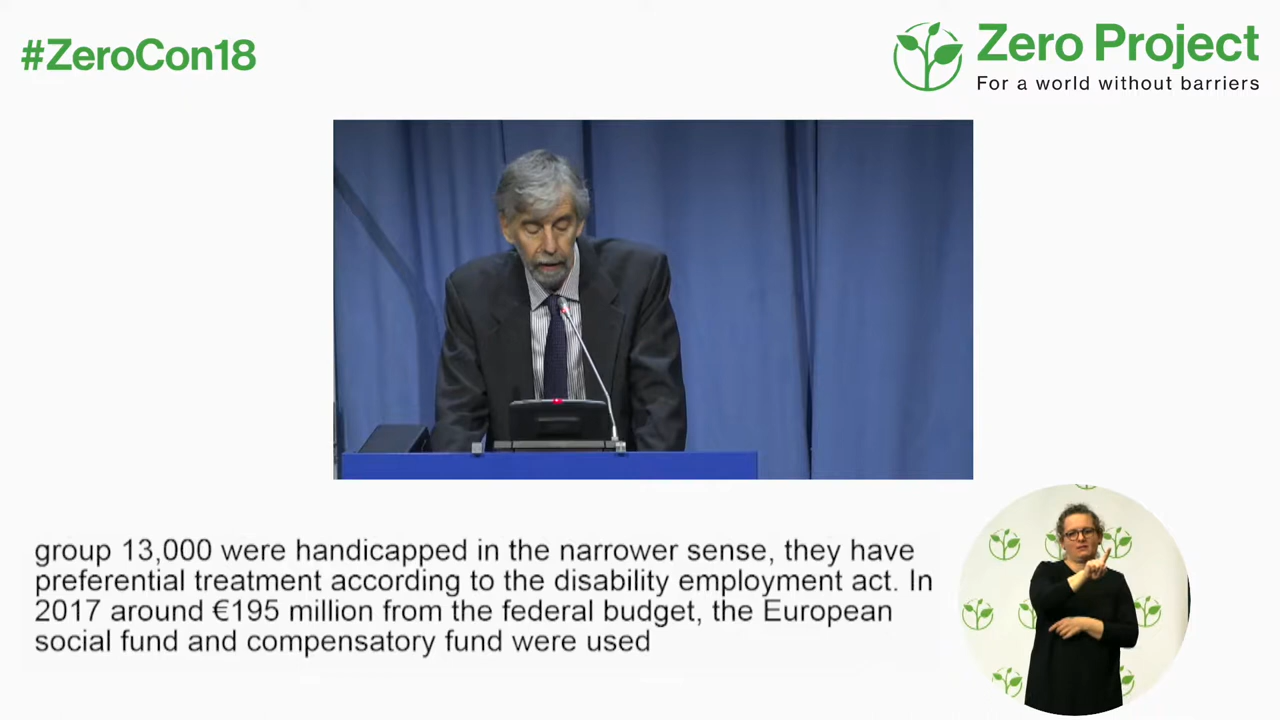 #ZeroCon18
Zero Project
For a world without barriers
group 13,000 were handicapped in the narrower sense, they have
preferential treatment according to the disability employment act. In
2017 around €195 million from the federal budget, the European
social fund and compensatory fund were used